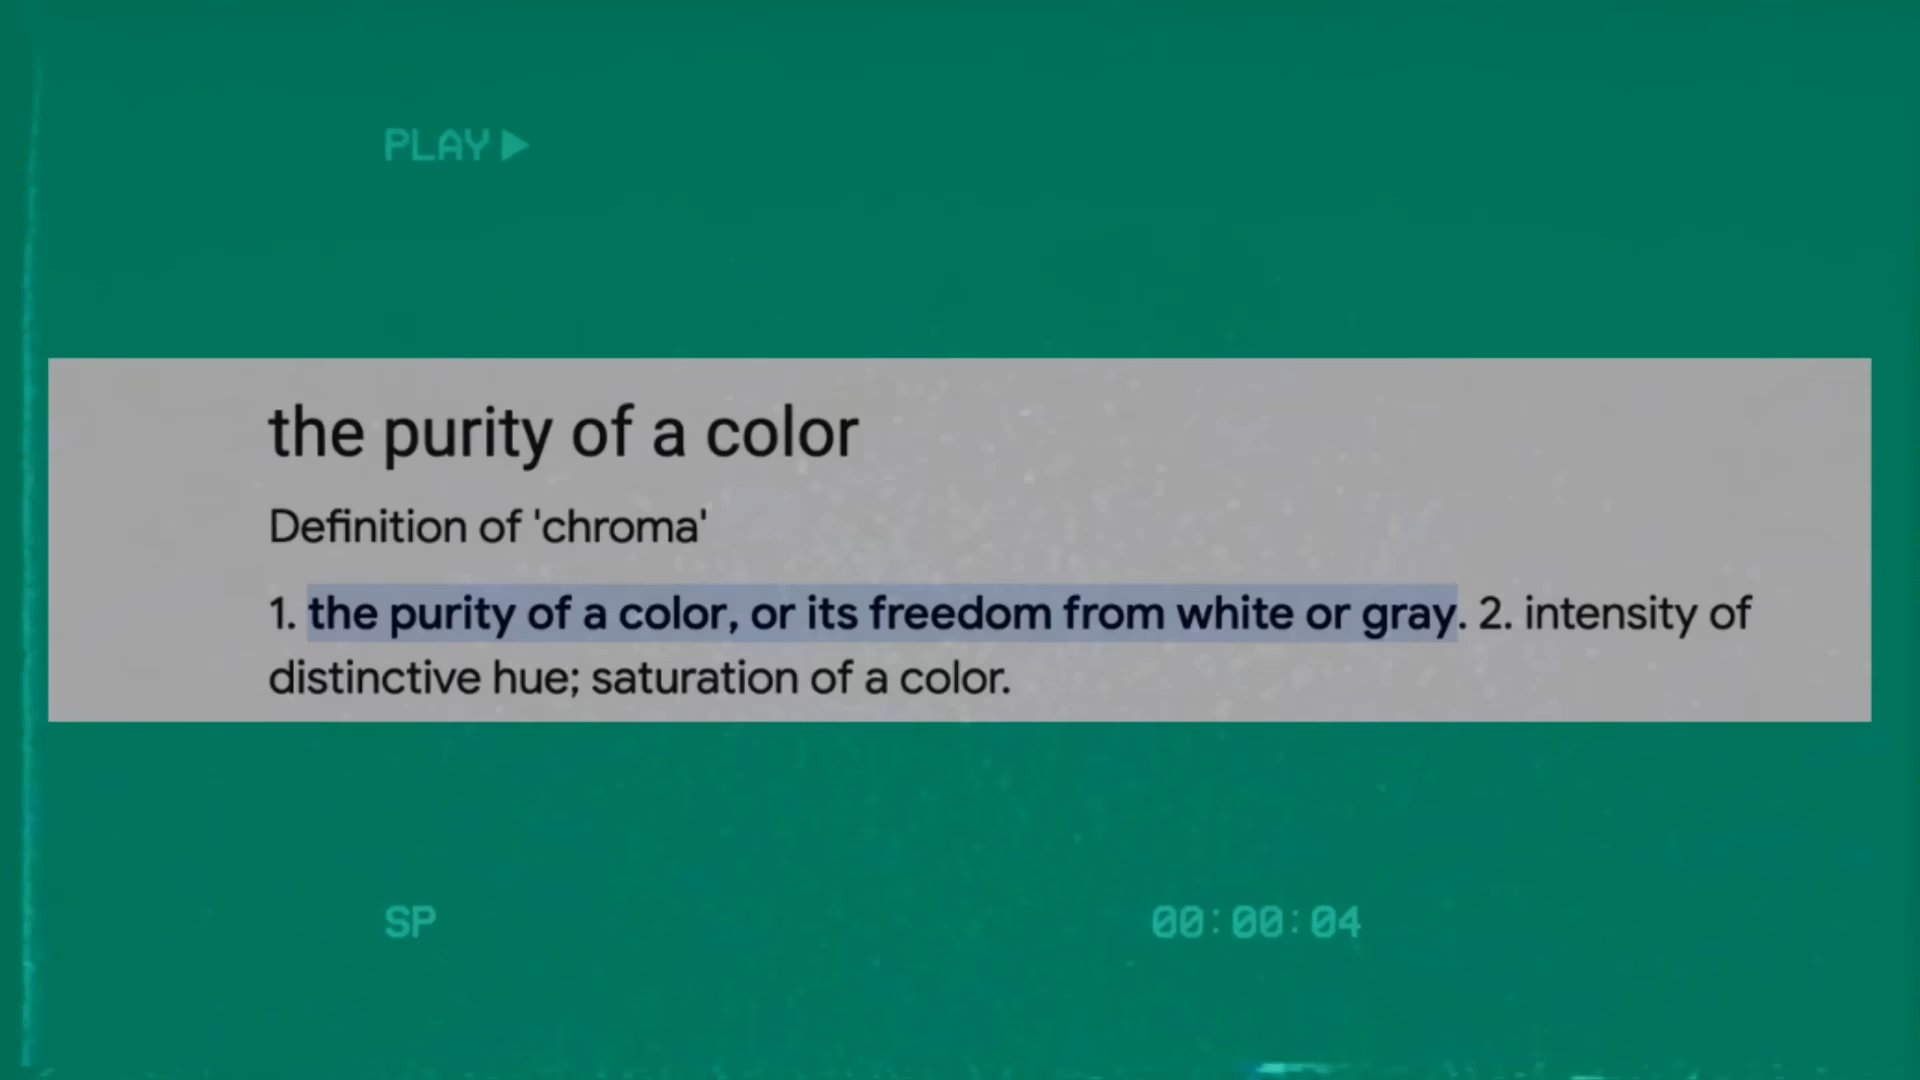 PLAY ▶
the purity of a color
Definition of 'chroma'
1. the purity of a color, or its freedom from white or gray. 2. intensity of
distinctive hue; saturation of a color.
SP
00:00:04